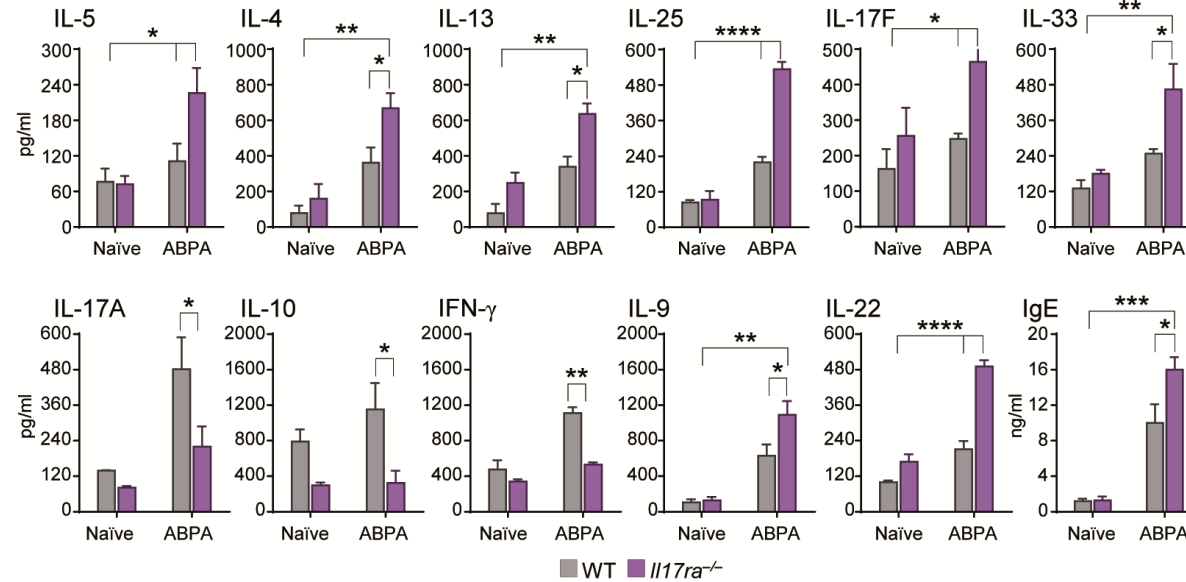 IL-5 IL-4 IL-13 IL-25 IL-17F IL-33
* ** ** **** * **
* * *
300 1000 1000 600 500 600
240 800 800 480 400 480
180 600 600 360 300 360
120 400 400 240 200 240
60 200 200 120 100 120
0 0 0 0 0 0
pg/ml
Naïve ABPA Naïve ABPA Naïve ABPA Naïve ABPA Naïve ABPA Naïve ABPA
IL-17A IL-10 IFN-γ IL-9 IL-22 IgE
* * ** ** **** ***
* *
600 2000 2000 2000 600 20
480 1600 1600 1600 480 16
360 1200 1200 1200 360 12
240 800 800 800 240 8
120 400 400 400 120 4
0 0 0 0 0 0
pg/ml ng/ml
Naïve ABPA Naïve ABPA Naïve ABPA Naïve ABPA Naïve ABPA Naïve ABPA
WT Il17ra–/–